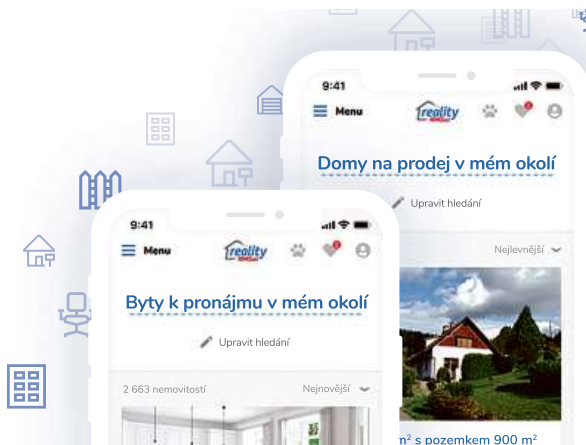 9:41
Menu
reality
Domy na prodej v mém okolí
Upravit hledání
Nejlevnější
m² s pozemkem 900 m²
9:41
Menu
reality
Byty k pronájmu v mém okolí
Upravit hledání
2 663 nemovitostí
Nejnovější